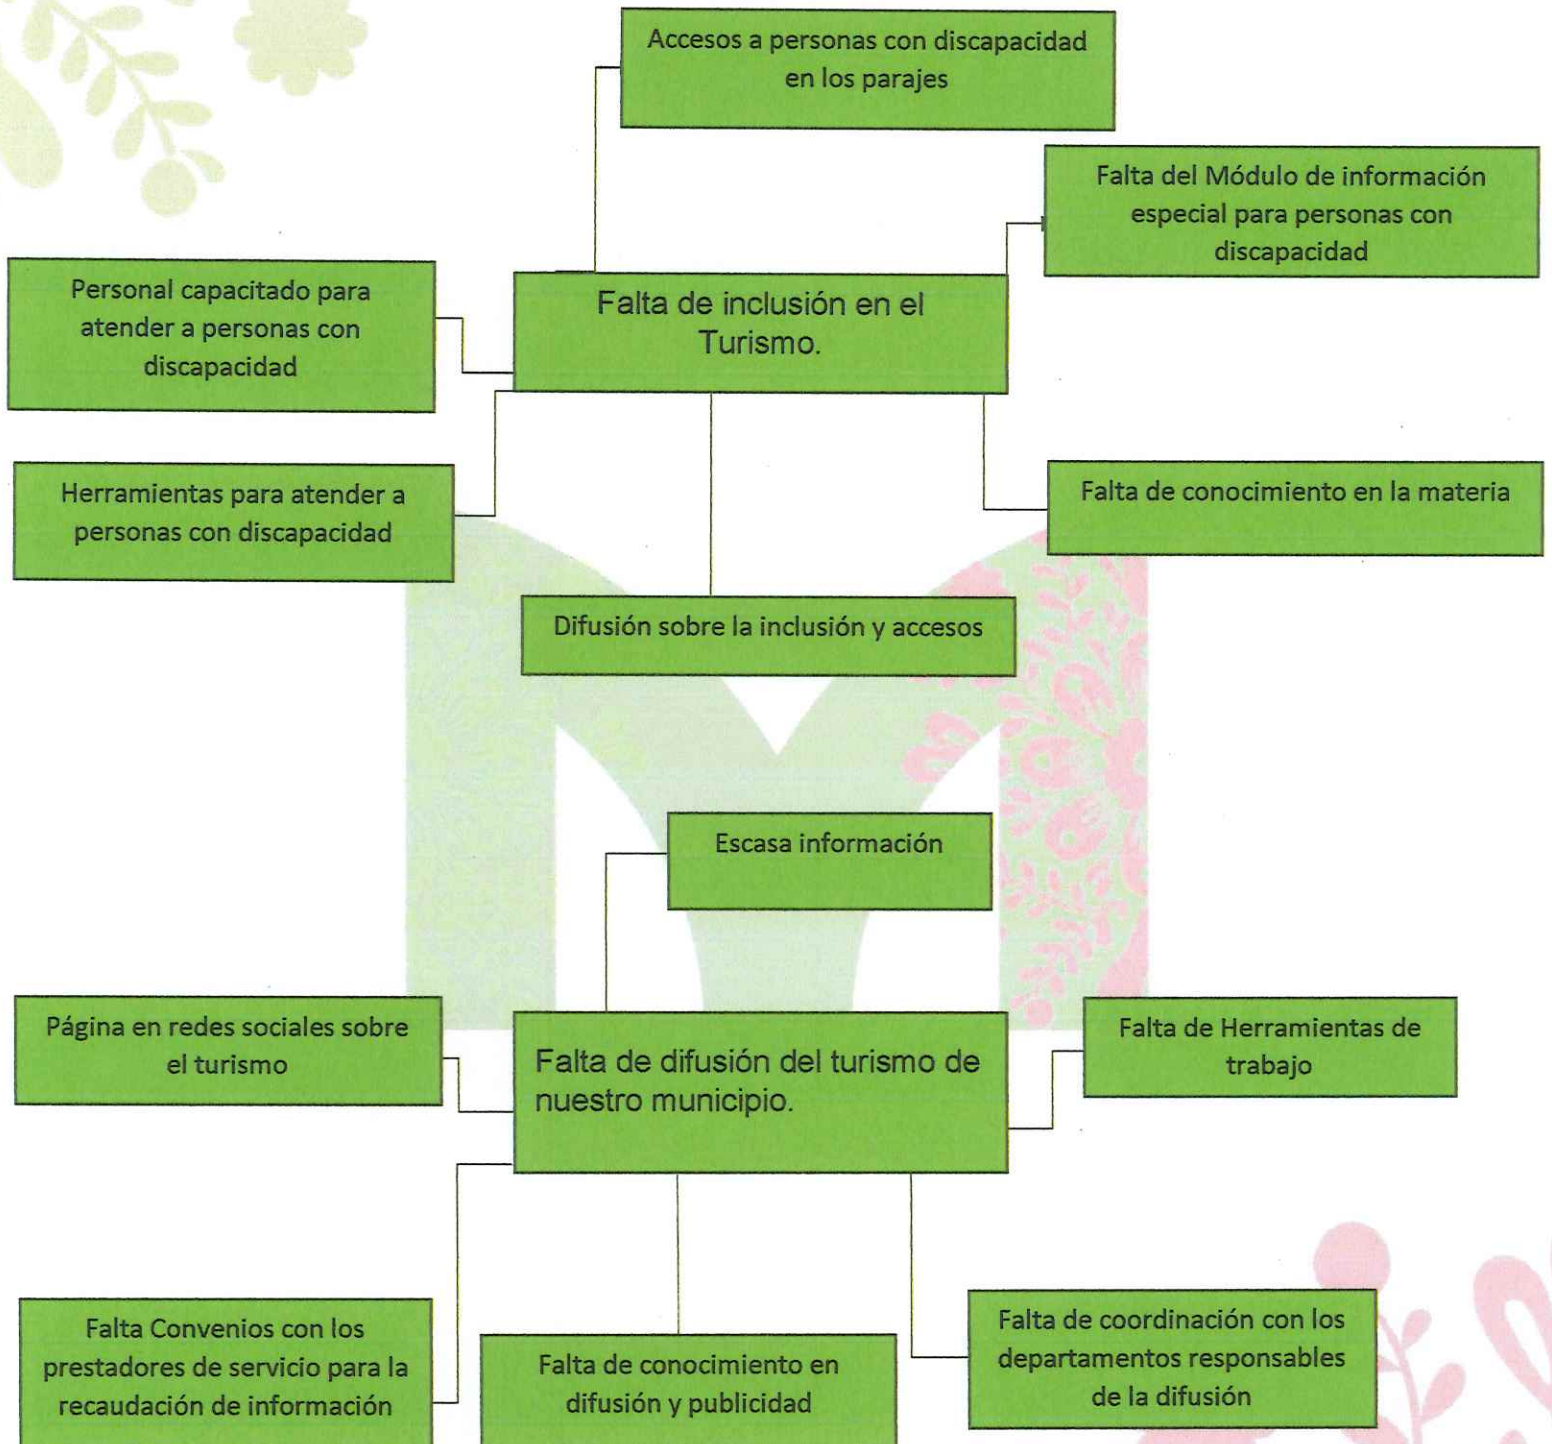 Accesos a personas con discapacidad
en los parajes
Falta del Módulo de información
especial para personas con
discapacidad
Personal capacitado para
atender a personas con
discapacidad
Falta de inclusión en el
Turismo.
Herramientas para atender a
personas con discapacidad
Falta de conocimiento en la materia
Difusión sobre la inclusión y accesos
Escasa información
Página en redes sociales sobre
el turismo
Falta de difusión del turismo de
nuestro municipio.
Falta de Herramientas de
trabajo
Falta Convenios con los
prestadores de servicio para la
recaudación de información
Falta de conocimiento en
difusión y publicidad
Falta de coordinación con los
departamentos responsables
de la difusión